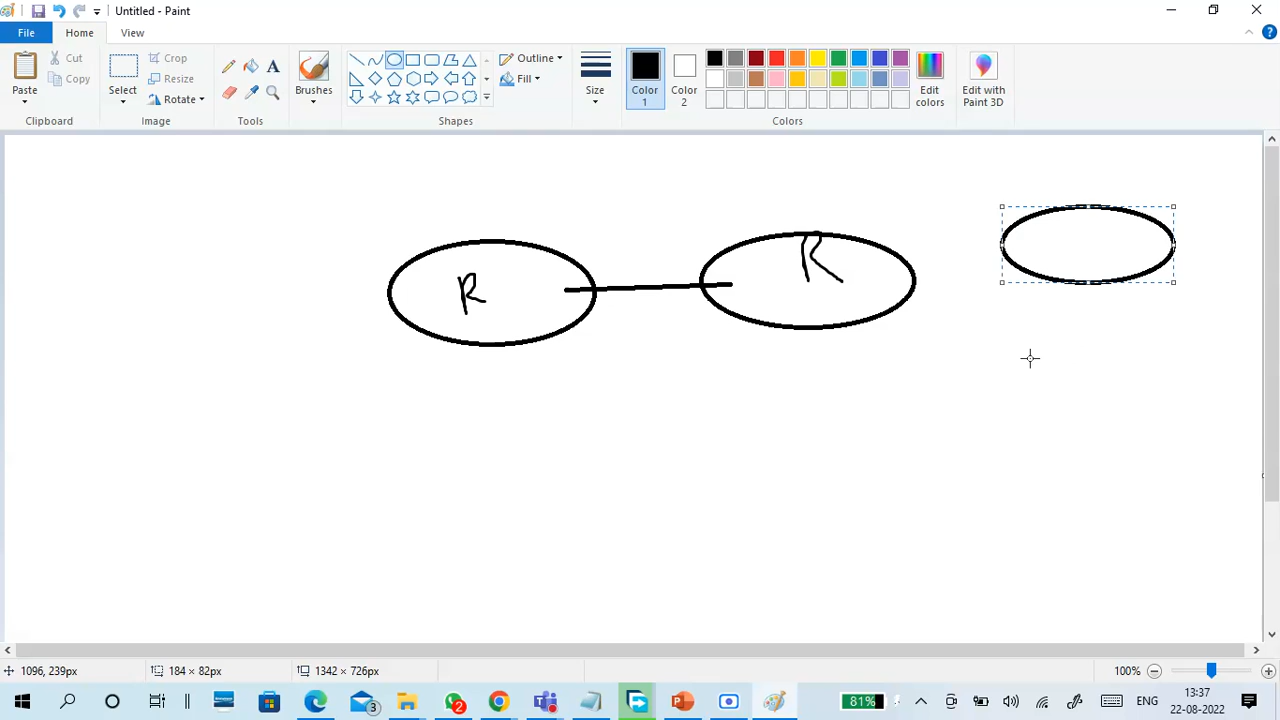 Untitled - Paint
File
Home
View
Paste
Cut
Copy
Clipboard
Select
Crop
Resize
Rotate
Image
A
Tools
Brushes
Shapes
Outline
Fill
Size
Color 1
Color 2
Edit colors
Colors
Edit with Paint 3D
R
R
1096, 239px
184 × 82px
1342 × 726px
100%
3
2
81%
ENG
13:37
22-08-2022